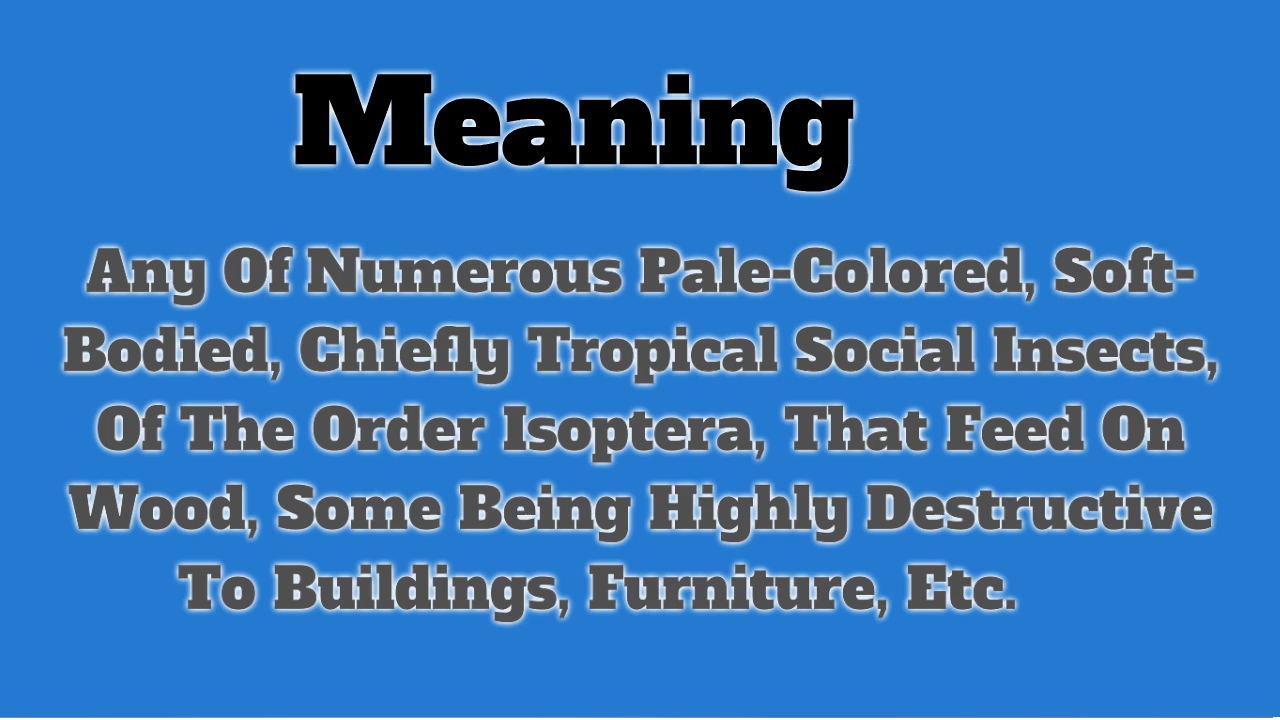 Meaning
Any Of Numerous Pale-Colored, Soft-
Bodied, Chiefly Tropical Social Insects,
Of The Order Isoptera, That Feed On
Wood, Some Being Highly Destructive
To Buildings, Furniture, Etc.